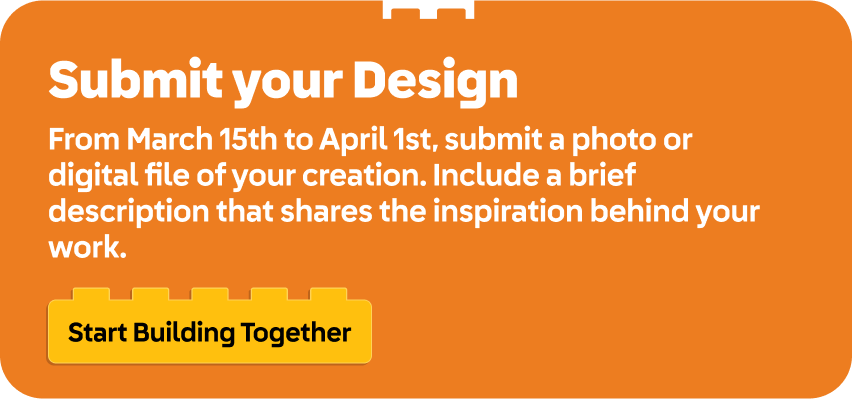 Submit your Design
From March 15th to April 1st, submit a photo or
digital file of your creation. Include a brief
description that shares the inspiration behind your
work.
Start Building Together